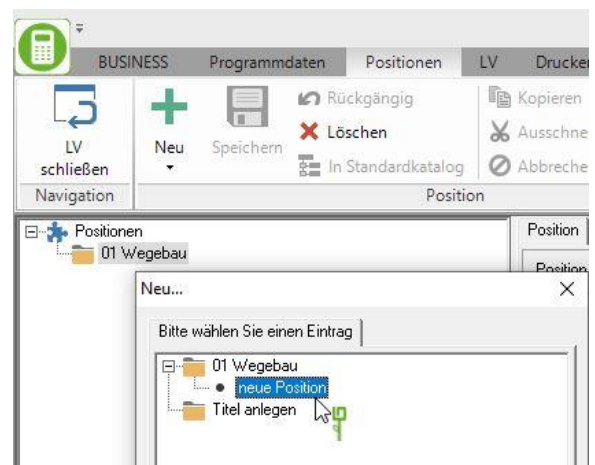 BUSINESS Programmdaten Positionen LV Drucken
LV schließen
Neu
Speichern
Rückgängig
Löschen
In Standardkatalog
Kopieren
Ausschne
Abbreche
Navigation
Position
Positionen
01 Wegebau
Position
Position
Neu...
Bitte wählen Sie einen Eintrag
01 Wegebau
neue Position
Titel anlegen